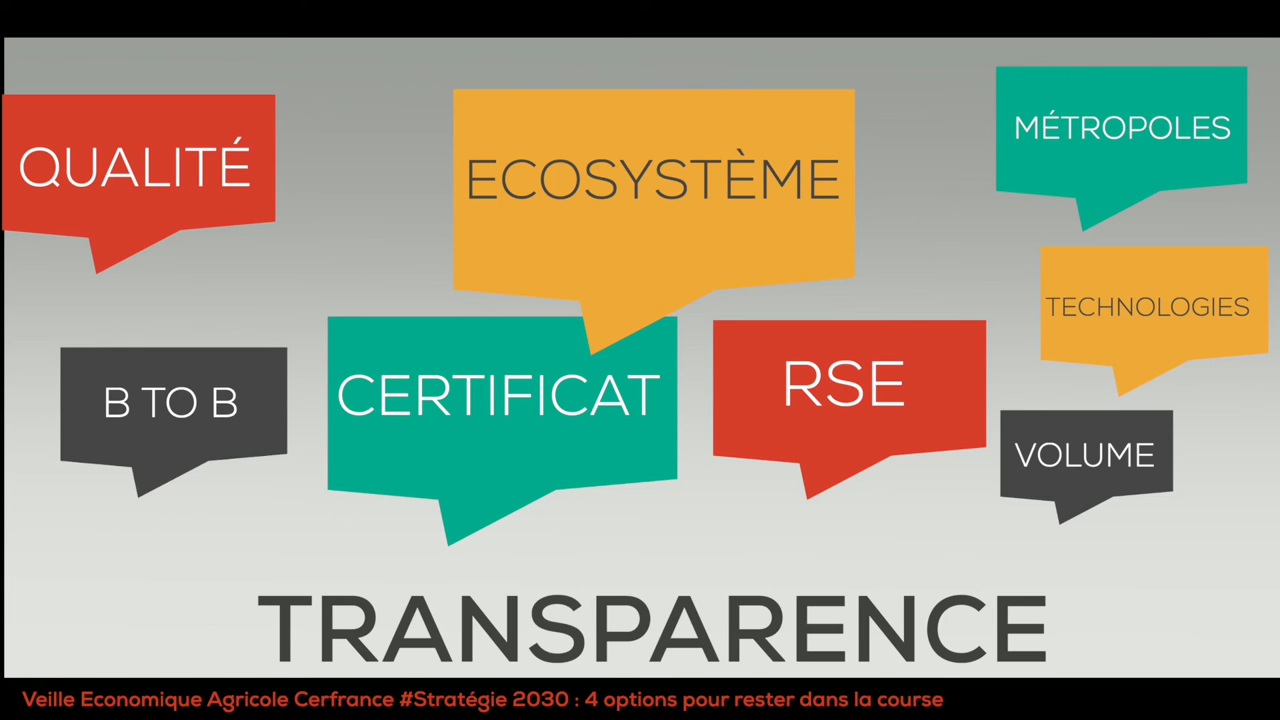 QUALITÉ
ECOSYSTÈME
MÉTROPOLES
TECHNOLOGIES
B TO B
CERTIFICAT
RSE
VOLUME
TRANSPARENCE
Veille Economique Agricole Cerfrance #Stratégie 2030 : 4 options pour rester dans la course